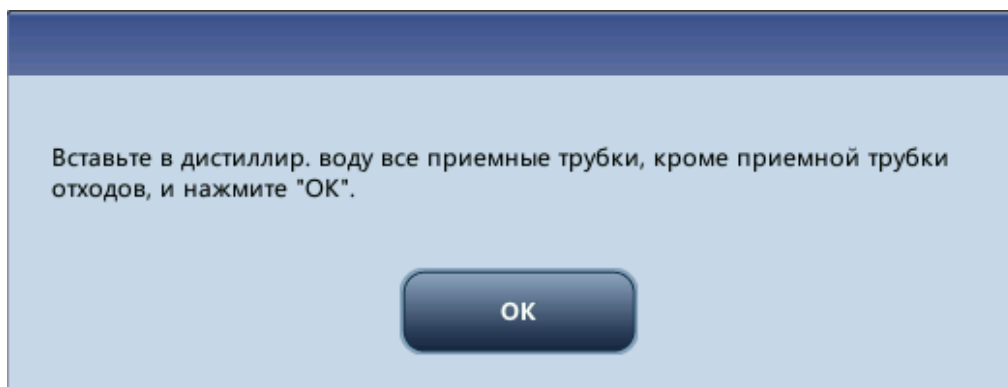 Вставьте в дистиллир. воду все приемные трубки, кроме приемной трубки
отходов, и нажмите "ОК".
ОК